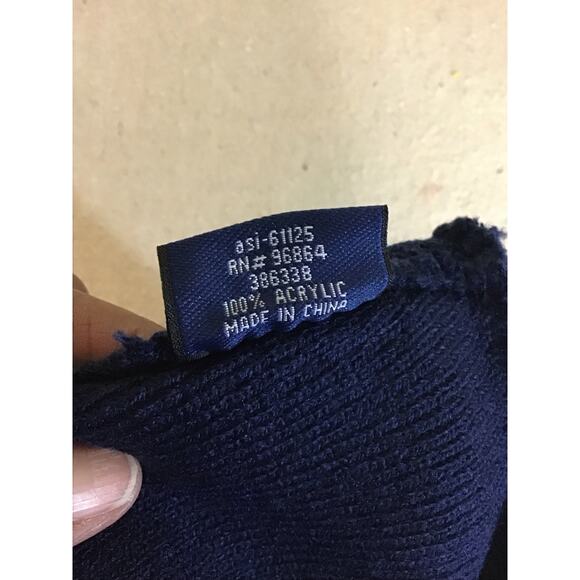 asi-61125
RN# 96864
386338
100% ACRYLIC
MADE IN CHINA